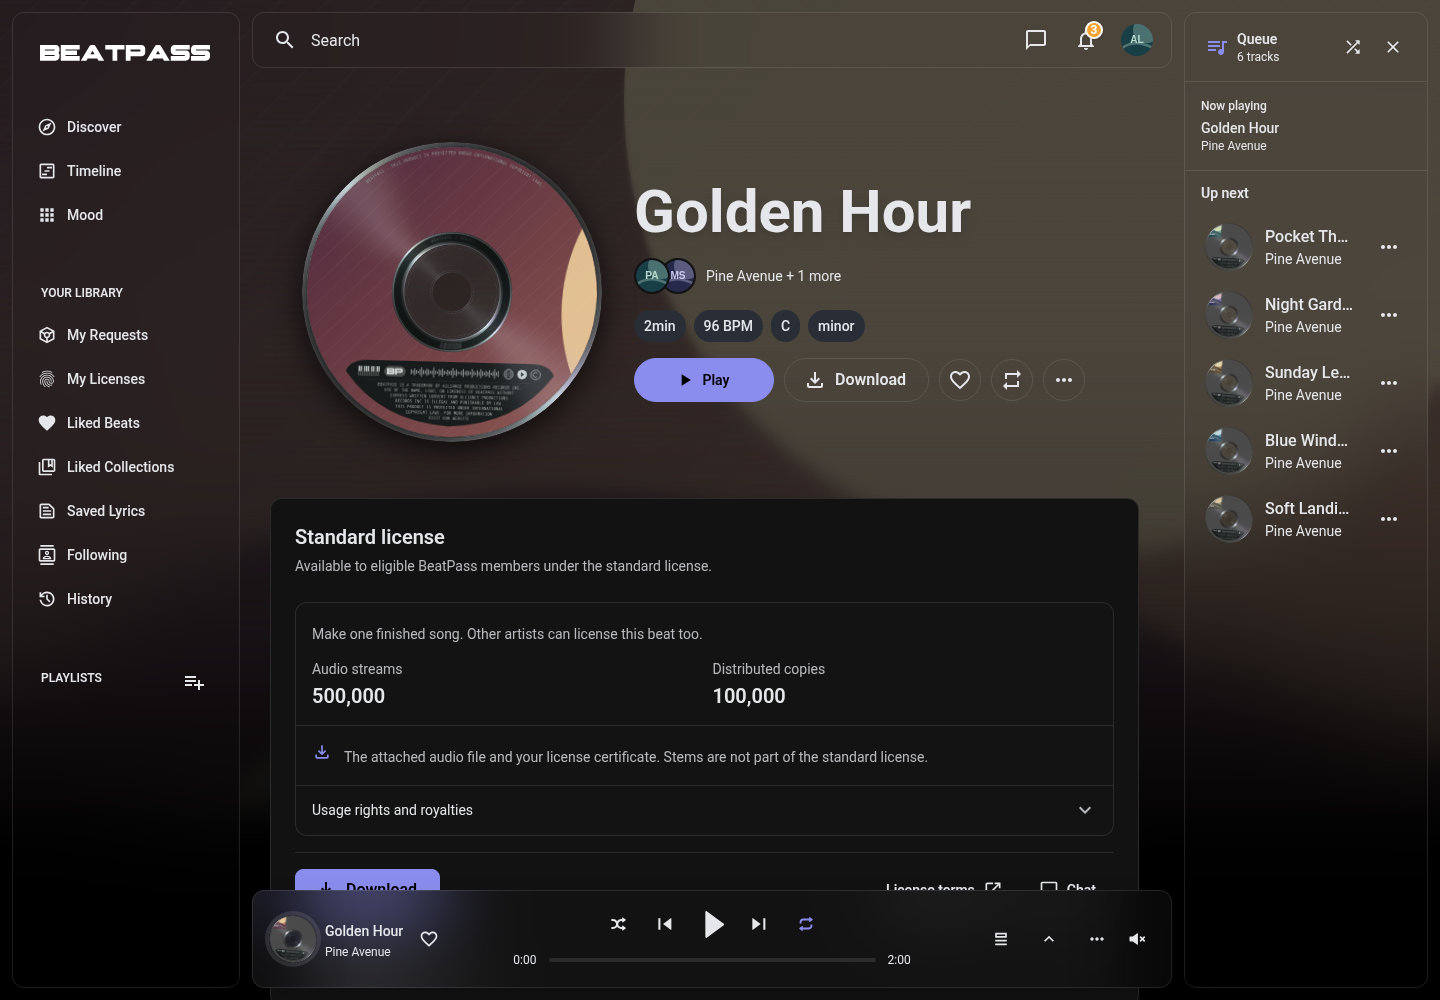 BEATPASS
Discover
Timeline
Mood
YOUR LIBRARY
My Requests
My Licenses
Liked Beats
Liked Collections
Saved Lyrics
Following
History
PLAYLISTS
Search
3
AL
Golden Hour
PA MS Pine Avenue + 1 more
2min 96 BPM C minor
Play Download
BP
Standard license
Available to eligible BeatPass members under the standard license.
Make one finished song. Other artists can license this beat too.
Audio streams Distributed copies
500,000 100,000
The attached audio file and your license certificate. Stems are not part of the standard license.
Usage rights and royalties
Download License terms Chat
Golden Hour
Pine Avenue
0:00 2:00
Queue
6 tracks
Now playing
Golden Hour
Pine Avenue
Up next
Pocket Th...
Pine Avenue
Night Gard...
Pine Avenue
Sunday Le...
Pine Avenue
Blue Wind...
Pine Avenue
Soft Landi...
Pine Avenue